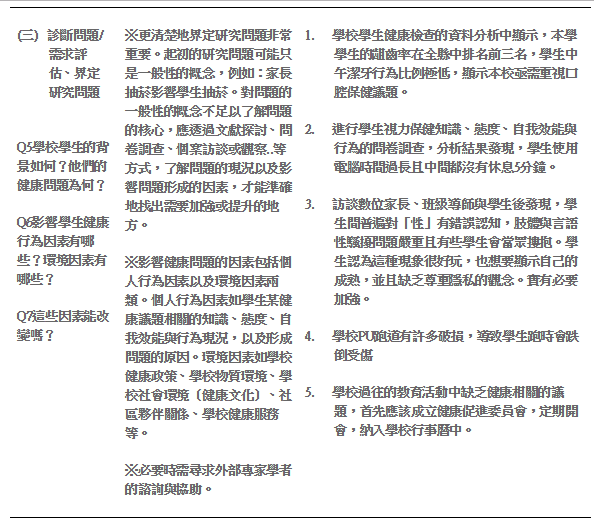 (三) 診斷問題/
需求評
估、界定
研究問題
Q5學校學生的背
景如何？他們的
健康問題為何？
Q6影響學生健康
行為因素有哪
些？環境因素有
哪些？
Q7這些因素能改
變嗎？
※更清楚地界定研究問題非常
重要。起初的研究問題可能只
是一般性的概念，例如：家長
抽菸影響學生抽菸。對問題的
一般性的概念不足以了解問題
的核心，應透過文獻探討、問
卷調查、個案訪談或觀察..等
方式，了解問題的現況以及影
響問題形成的因素，才能準確
地找出需要加強或提升的地
方。
※影響健康問題的因素包括個
人行為因素以及環境因素兩
類。個人行為因素如學生某健
康議題相關的知識、態度、自
我效能與行為現況，以及形成
問題的原因。環境因素如學校
健康政策、學校物質環境、學
校社會環境（健康文化）、社
區夥伴關係、學校健康服務
等。
※必要時需尋求外部專家學者
的諮詢與協助。
1. 學校學生健康檢查的資料分析中顯示，本學
學生的齲齒率在全縣中排名前三名，學生中
午潔牙行為比例極低，顯示本校亟需重視口
腔保健議題。
2. 進行學生視力保健知識、態度、自我效能與
行為的問卷調查，分析結果發現，學生使用
電腦時間過長且中間都沒有休息5分鐘。
3. 訪談數位家長、班級導師與學生後發現，學
生間普遍對「性」有錯誤認知，肢體與言語
性騷擾問題嚴重且有些學生會當眾摟抱。學
生認為這種現象很好玩，也想要顯示自己的
成熟，並且缺乏尊重隱私的觀念。實有必要
加強。
4. 學校PU跑道有許多破損，導致學生跑時會跌
倒受傷
5. 學校過往的教育活動中缺乏健康相關的議
題，首先應該成立健康促進委員會，定期開
會，納入學校行事曆中。